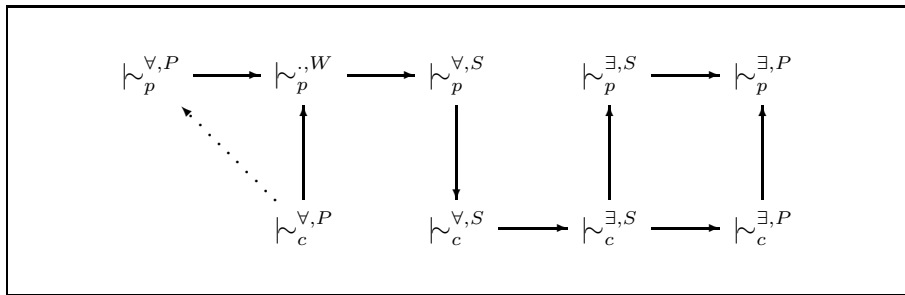 |~_p^{∀,P} |~_p^{·,W} |~_p^{∀,S} |~_p^{∃,S} |~_p^{∃,P}
|~_c^{∀,P} |~_c^{∀,S} |~_c^{∃,S} |~_c^{∃,P}